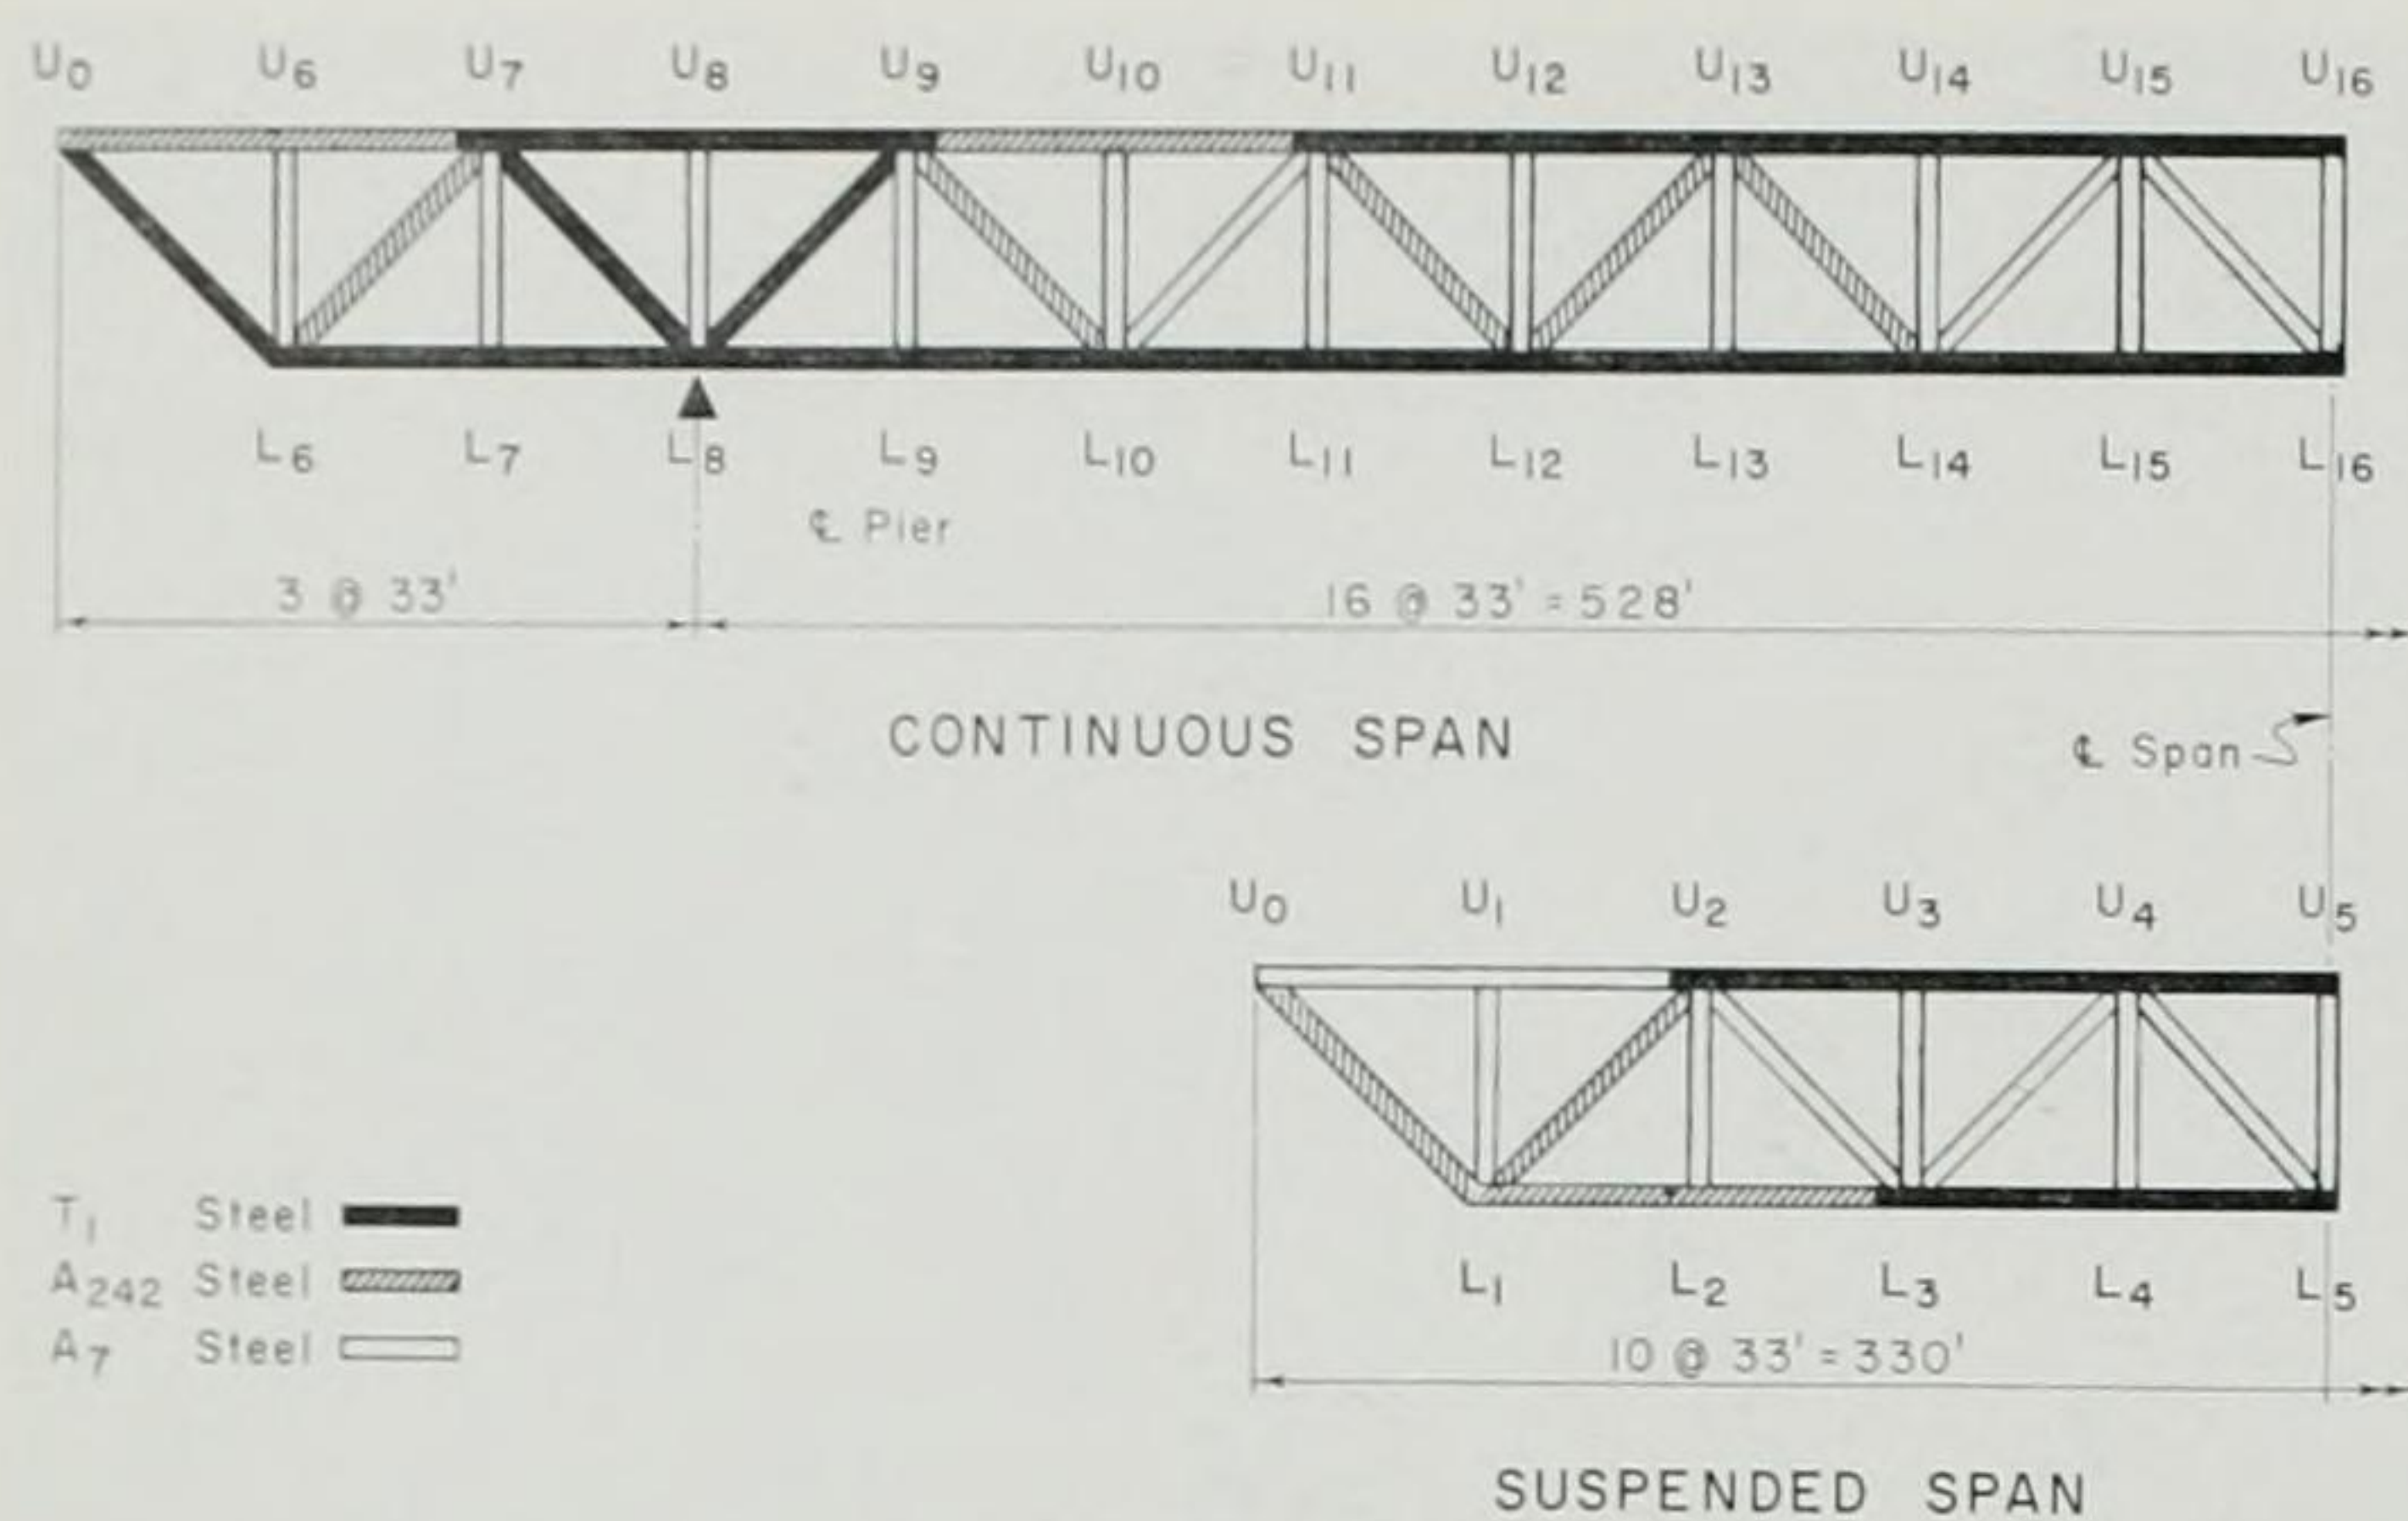 U0 U6 U7 U8 U9 U10 U11 U12 U13 U14 U15 U16
L6 L7 L8 L9 L10 L11 L12 L13 L14 L15 L16
℄ Pier
3 @ 33' 16 @ 33' = 528'
CONTINUOUS SPAN
℄ Span
U0 U1 U2 U3 U4 U5
T1 Steel
A242 Steel
A7 Steel
L1 L2 L3 L4 L5
10 @ 33' = 330'
SUSPENDED SPAN